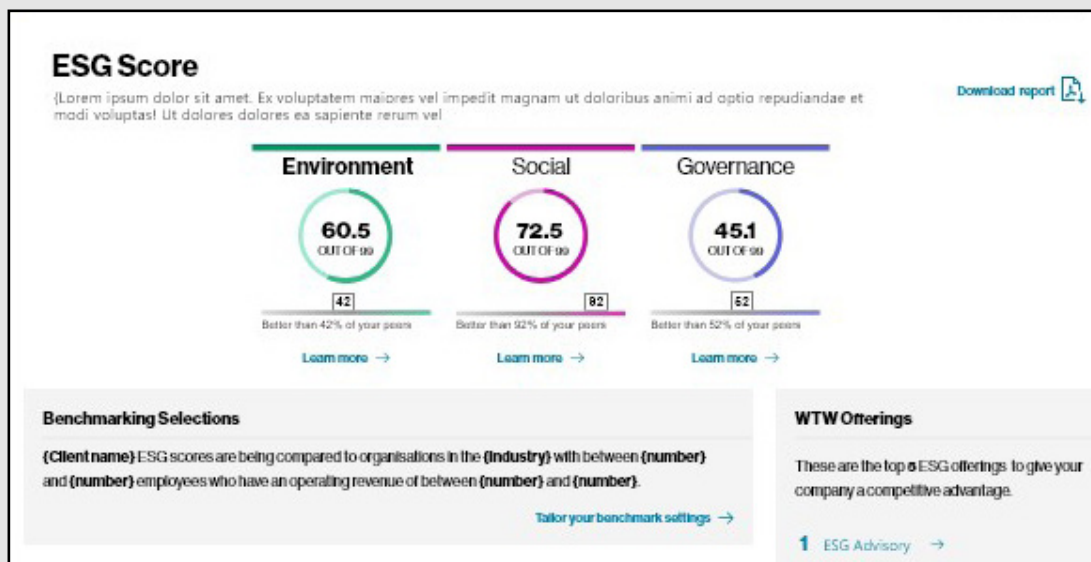 ESG Score
Download report
{Lorem ipsum dolor sit amet. Ex voluptatem maiores vel impedit magnam ut doloribus animi ad optio repudiandae et
modi voluptas! Ut dolores dolores ea sapiente rerum vel
Environment
Social
Governance
60.5
OUT OF 99
72.5
OUT OF 99
45.1
OUT OF 99
42
92
52
Better than 42% of your peers
Better than 92% of your peers
Better than 52% of your peers
Learn more →
Learn more →
Learn more →
Benchmarking Selections
{Client name} ESG scores are being compared to organisations in the {Industry} with between {number}
and {number} employees who have an operating revenue of between {number} and {number}.
Tailor your benchmark settings →
WTW Offerings
These are the top 5 ESG offerings to give your
company a competitive advantage.
1 ESG Advisory →